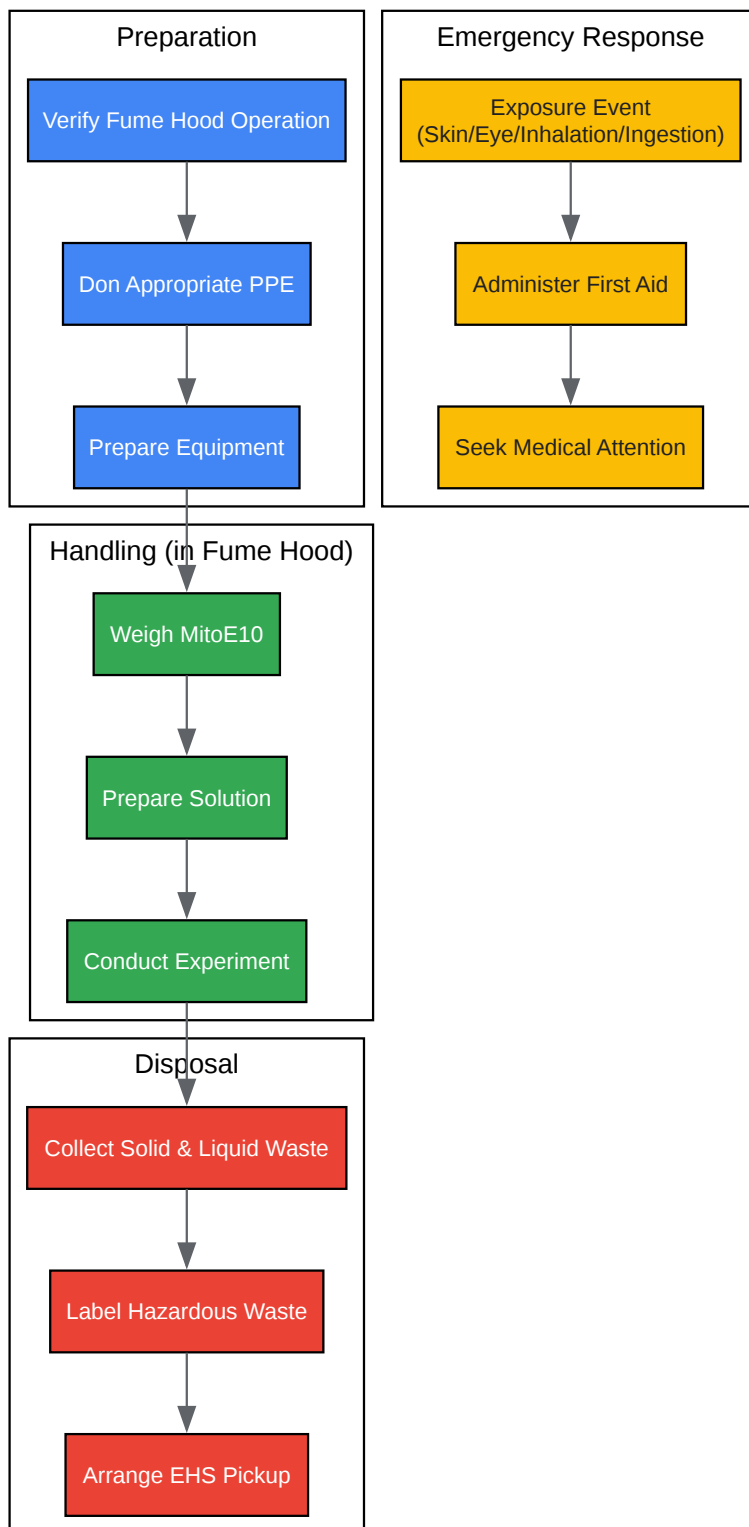 Preparation
Verify Fume Hood Operation
Don Appropriate PPE
Prepare Equipment
Emergency Response
Exposure Event
(Skin/Eye/Inhalation/Ingestion)
Administer First Aid
Seek Medical Attention
Handling (in Fume Hood)
Weigh MitoE10
Prepare Solution
Conduct Experiment
Disposal
Collect Solid & Liquid Waste
Label Hazardous Waste
Arrange EHS Pickup